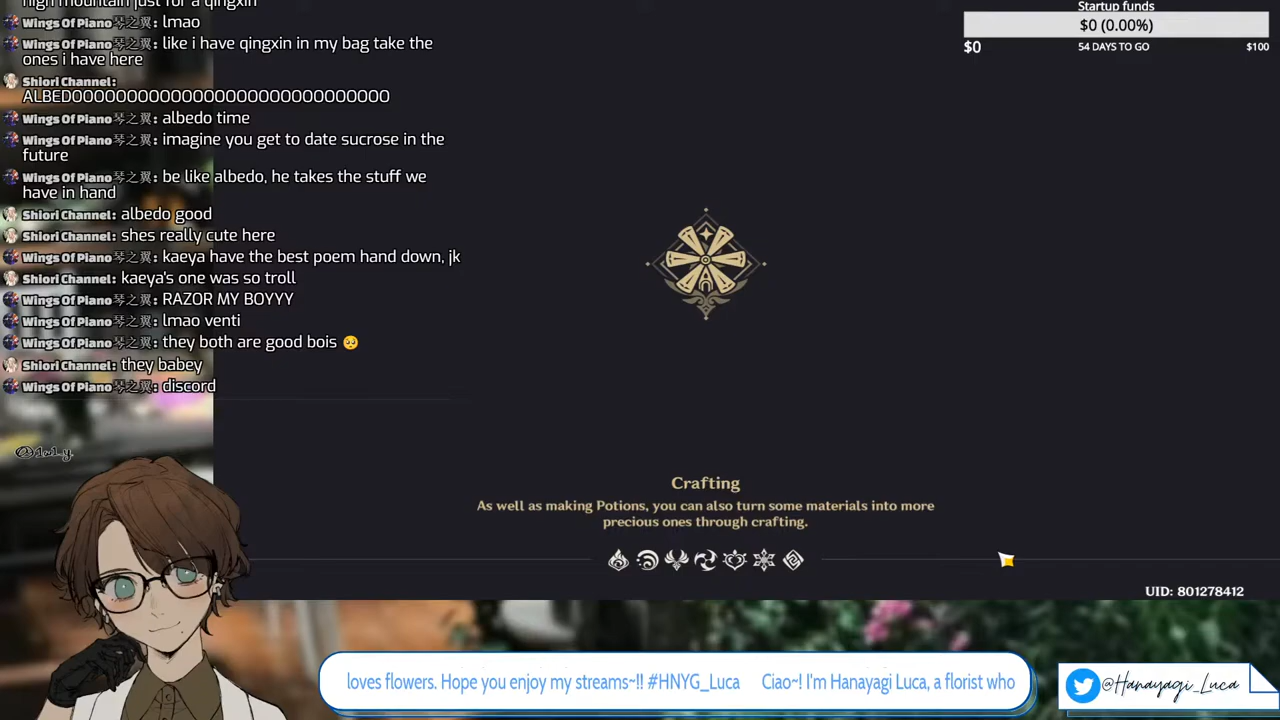 high mountain just for a qingxin
Wings Of Piano琴之翼: lmao
Wings Of Piano琴之翼: like i have qingxin in my bag take the
ones i have here
Shiori Channel:
ALBEDOOOOOOOOOOOOOOOOOOOOOOOOOOO
Wings Of Piano琴之翼: albedo time
Wings Of Piano琴之翼: imagine you get to date sucrose in the
future
Wings Of Piano琴之翼: be like albedo, he takes the stuff we
have in hand
Shiori Channel: albedo good
Shiori Channel: shes really cute here
Wings Of Piano琴之翼: kaeya have the best poem hand down, jk
Shiori Channel: kaeya's one was so troll
Wings Of Piano琴之翼: RAZOR MY BOYYY
Wings Of Piano琴之翼: lmao venti
Wings Of Piano琴之翼: they both are good bois 🥺
Shiori Channel: they babey
Wings Of Piano琴之翼: discord
Startup funds
$0 (0.00%)
$0 54 DAYS TO GO $100
Crafting
As well as making Potions, you can also turn some materials into more
precious ones through crafting.
UID: 801278412
loves flowers. Hope you enjoy my streams~!! #HNYG_Luca Ciao~! I'm Hanayagi Luca, a florist who
@Hanayagi_Luca